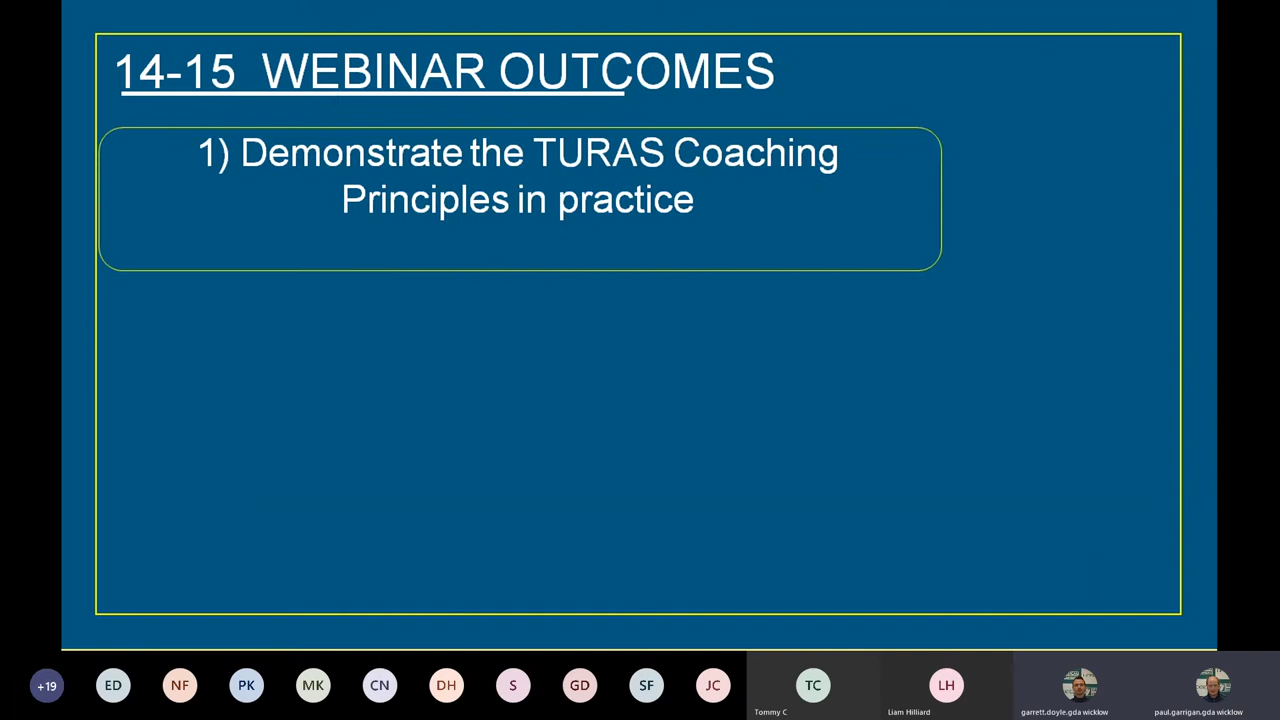 14-15 WEBINAR OUTCOMES
1) Demonstrate the TURAS Coaching
Principles in practice
+19
ED
NF
PK
MK
CN
DH
S
GD
SF
JC
TC
LH
Tommy C
Liam Hilliard
garrett.doyle.gda wicklow
paul.garrigan.gda wicklow